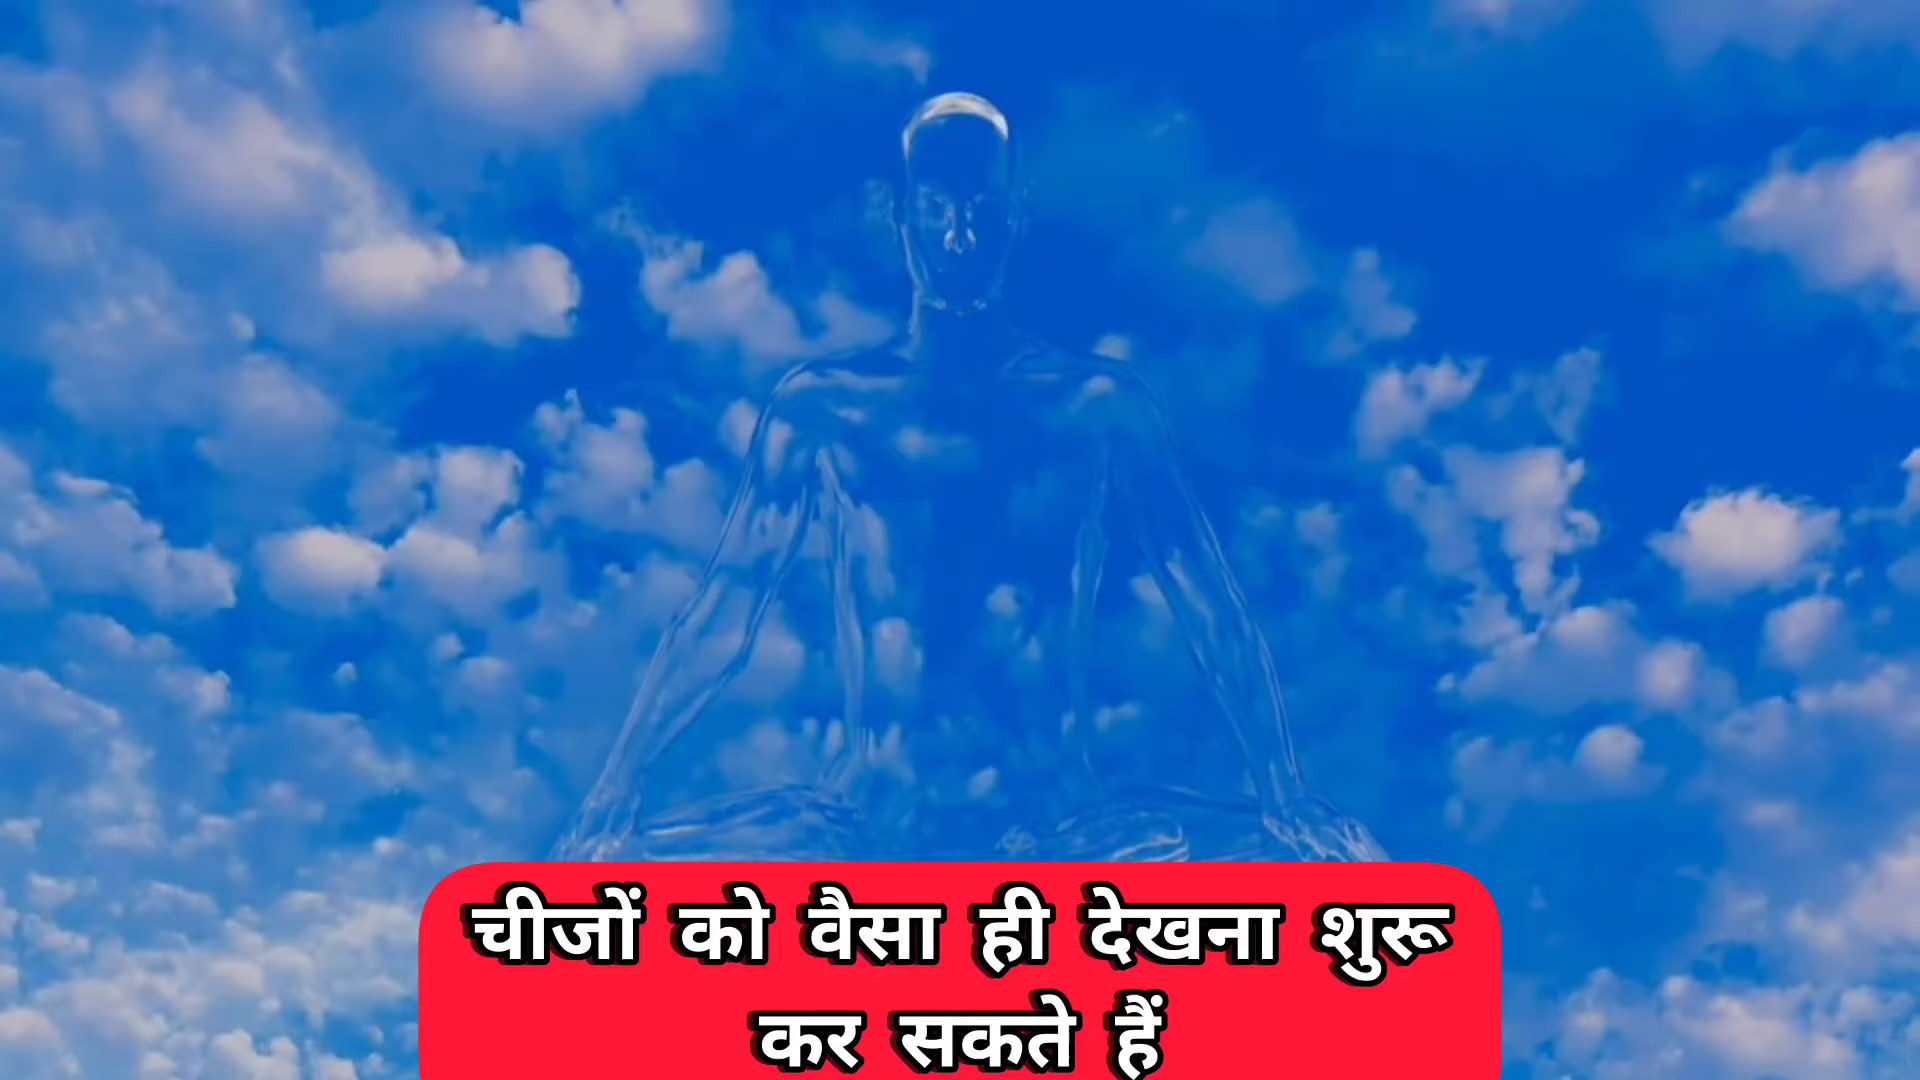 चीजों को वैसा ही देखना शुरू
कर सकते हैं